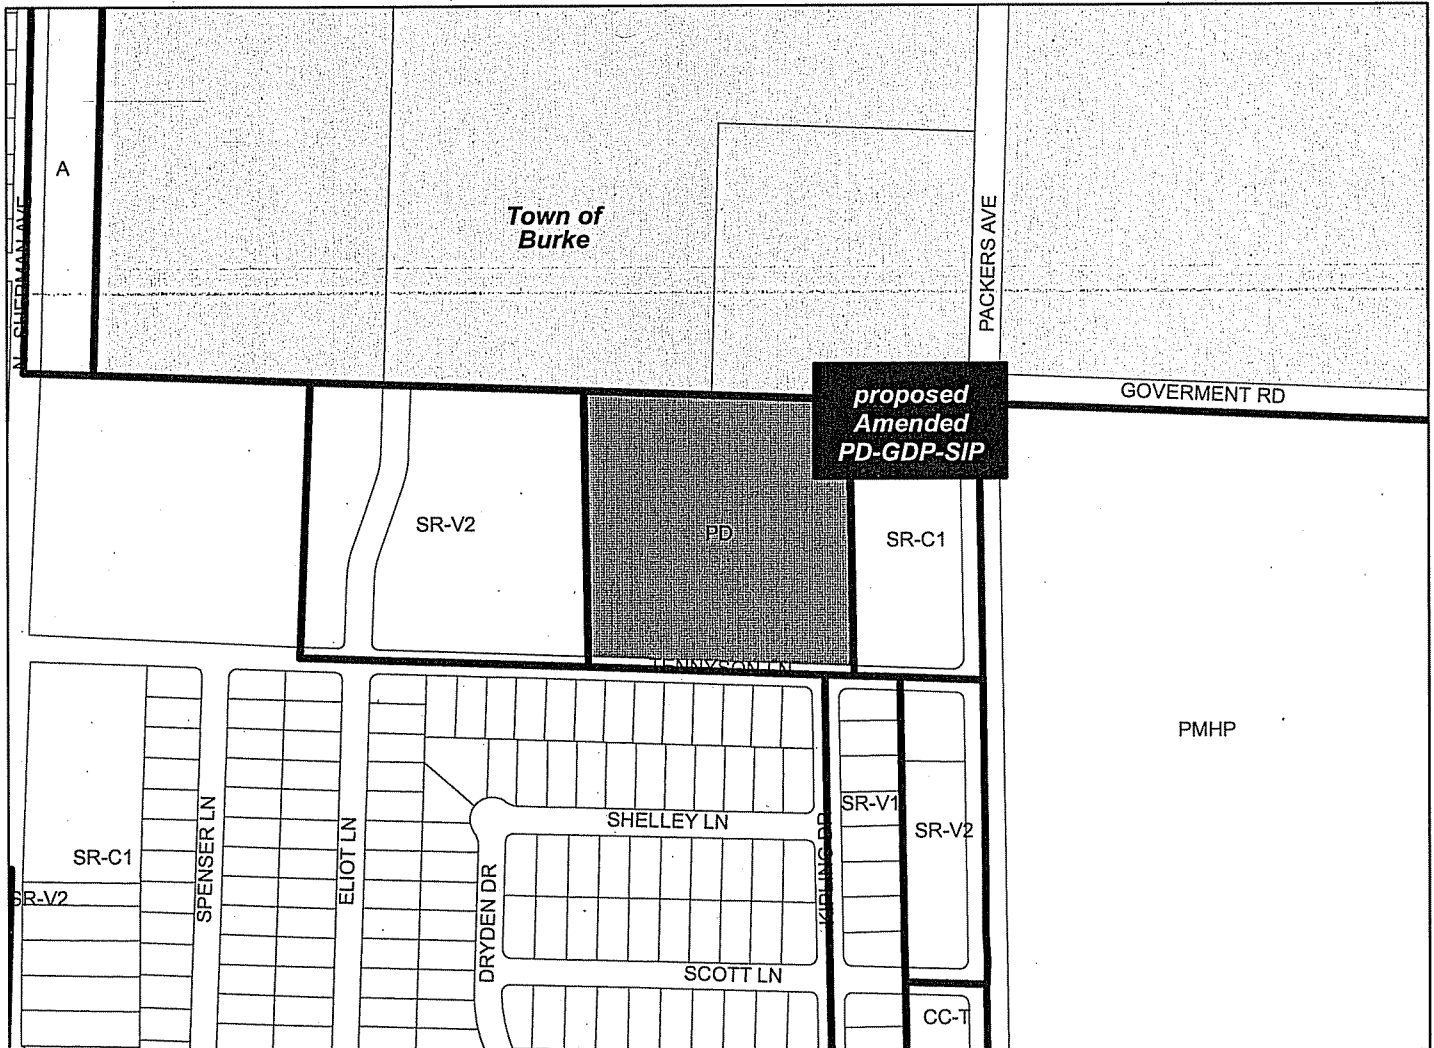 A
N SHERMAN AVE
Town of
Burke
PACKERS AVE
proposed
Amended
PD-GDP-SIP
GOVERMENT RD
SR-V2
PD
SR-C1
TENNYSON LN
PMHP
SR-V1
SHELLEY LN
SR-V2
KIPLING DR
SR-C1
SPENSER LN
ELIOT LN
SR-V2
DRYDEN DR
SCOTT LN
CC-T